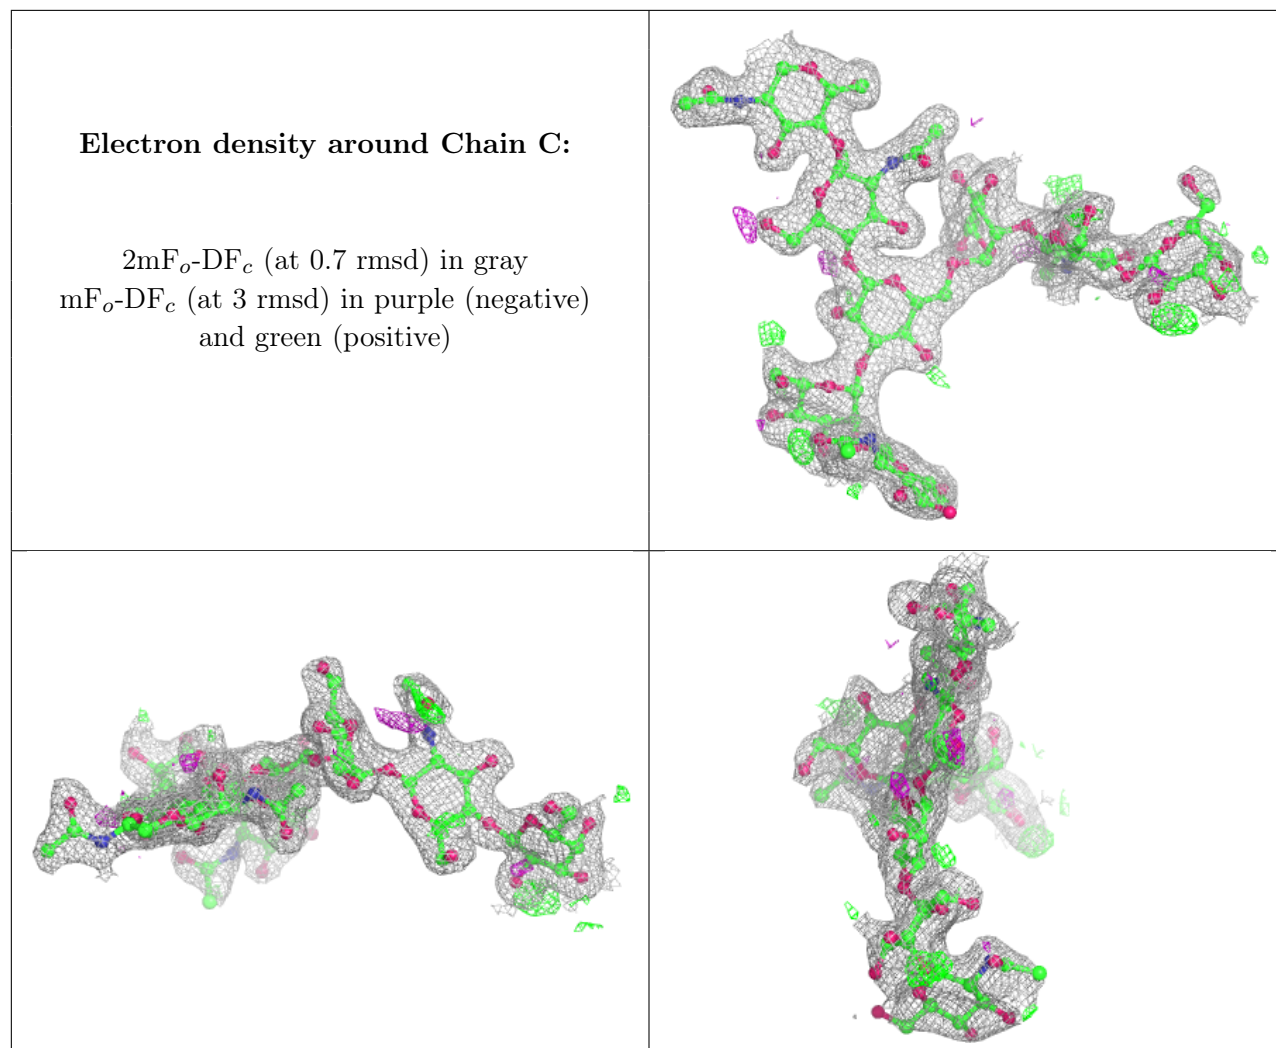 Electron density around Chain C:
2mFo-DFc (at 0.7 rmsd) in gray
mFo-DFc (at 3 rmsd) in purple (negative)
and green (positive)